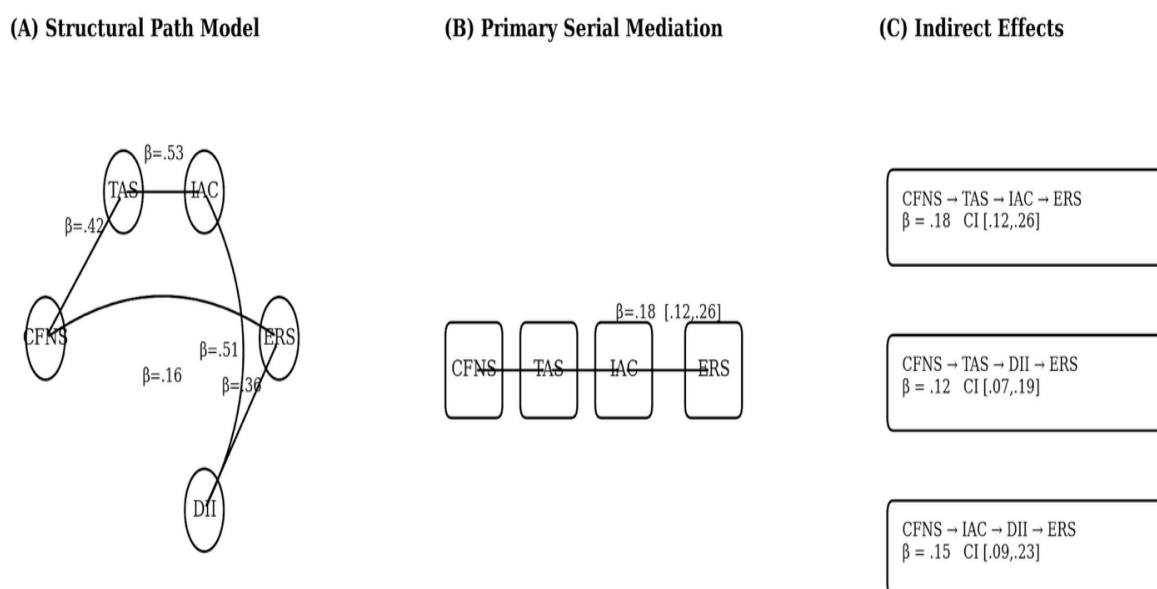 (A) Structural Path Model
β=.53
TAS
IAC
β=.42
CFNS
ERS
β=.51
β=.16
β=.36
DII
(B) Primary Serial Mediation
β=.18 [.12,.26]
CFNS
TAS
IAC
ERS
(C) Indirect Effects
CFNS → TAS → IAC → ERS
β = .18 CI [.12,.26]
CFNS → TAS → DII → ERS
β = .12 CI [.07,.19]
CFNS → IAC → DII → ERS
β = .15 CI [.09,.23]